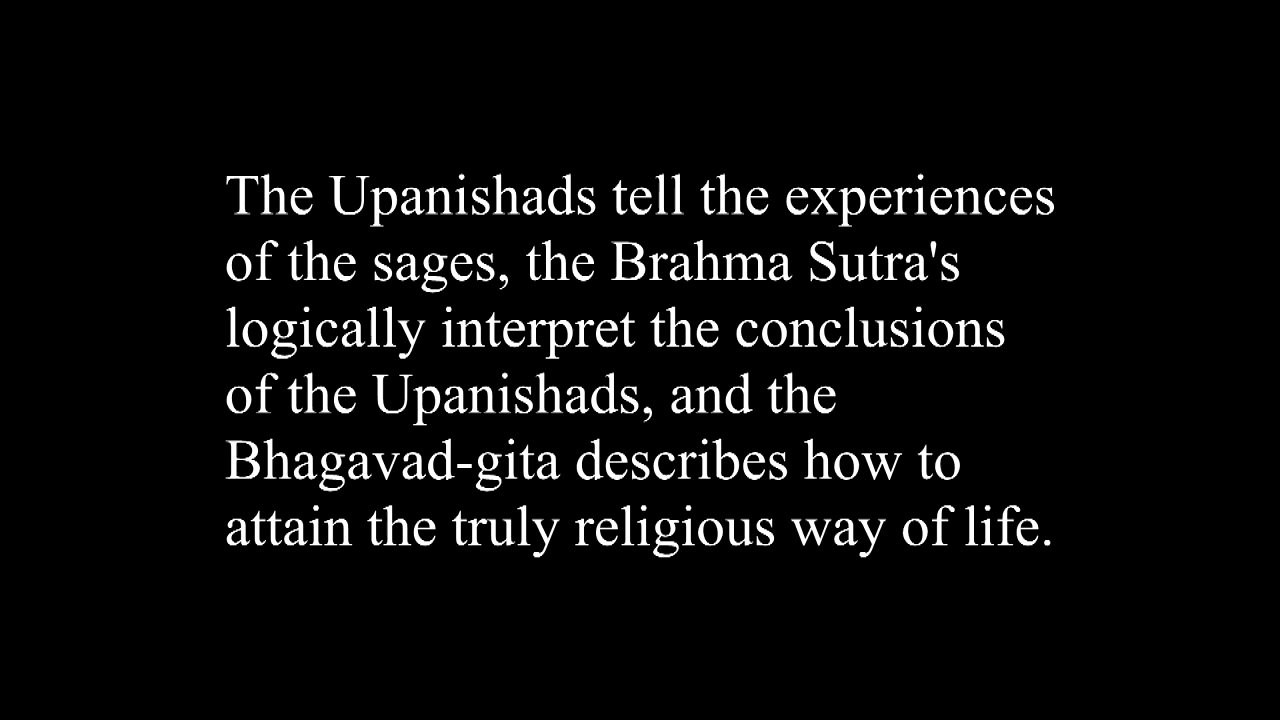 The Upanishads tell the experiences
of the sages, the Brahma Sutra's
logically interpret the conclusions
of the Upanishads, and the
Bhagavad-gita describes how to
attain the truly religious way of life.